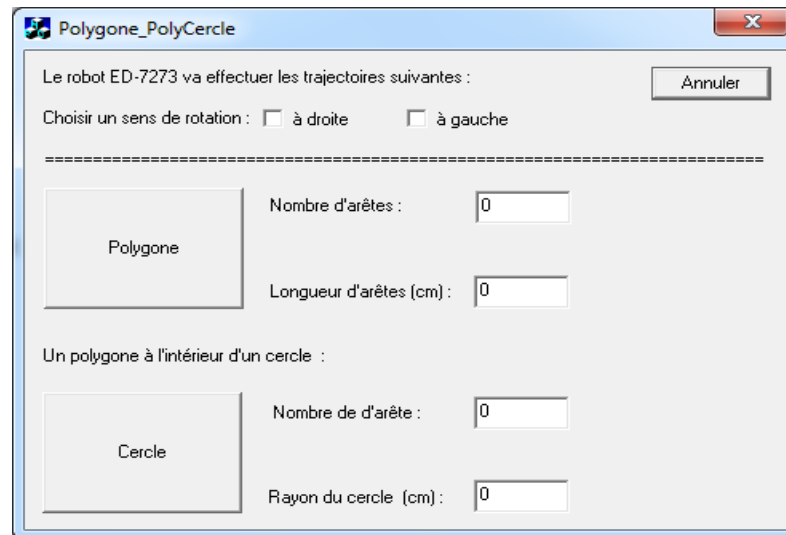 Polygone_PolyCercle
Le robot ED-7273 va effectuer les trajectoires suivantes :
Annuler
Choisir un sens de rotation : à droite à gauche
===========================================================================
Nombre d'arêtes : 0
Polygone
Longueur d'arêtes (cm) : 0
Un polygone à l'intérieur d'un cercle :
Nombre de d'arête : 0
Cercle
Rayon du cercle (cm) : 0